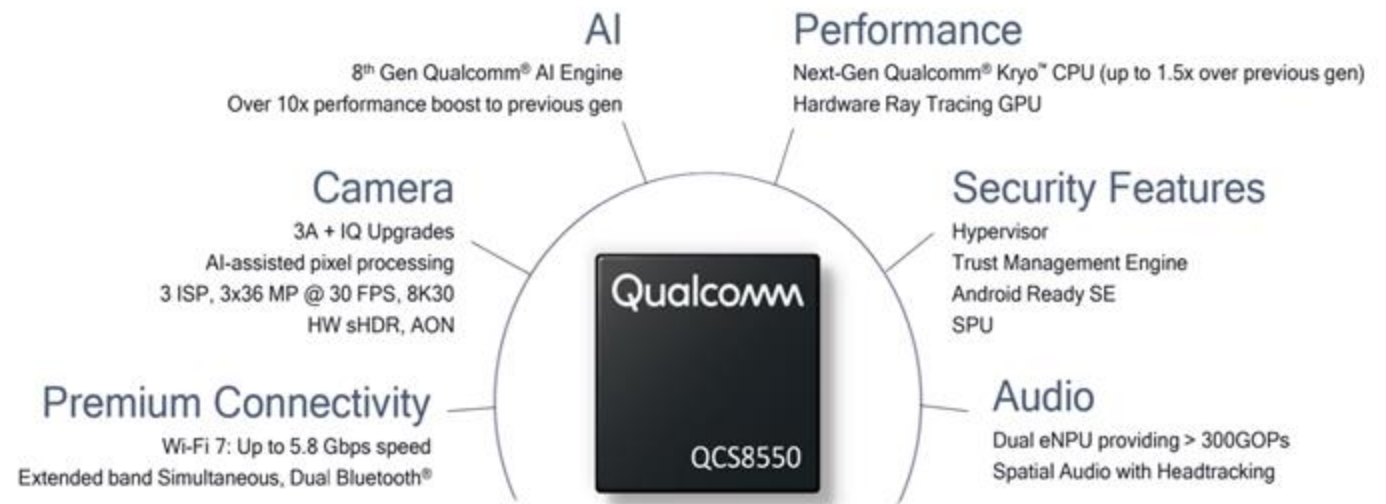 AI
8th Gen Qualcomm® AI Engine
Over 10x performance boost to previous gen
Performance
Next-Gen Qualcomm® Kryo™ CPU (up to 1.5x over previous gen)
Hardware Ray Tracing GPU
Camera
3A + IQ Upgrades
AI-assisted pixel processing
3 ISP, 3x36 MP @ 30 FPS, 8K30
HW sHDR, AON
Security Features
Hypervisor
Trust Management Engine
Android Ready SE
SPU
Premium Connectivity
Wi-Fi 7: Up to 5.8 Gbps speed
Extended band Simultaneous, Dual Bluetooth®
Audio
Dual eNPU providing > 300GOPs
Spatial Audio with Headtracking
Qualcomm
QCS8550